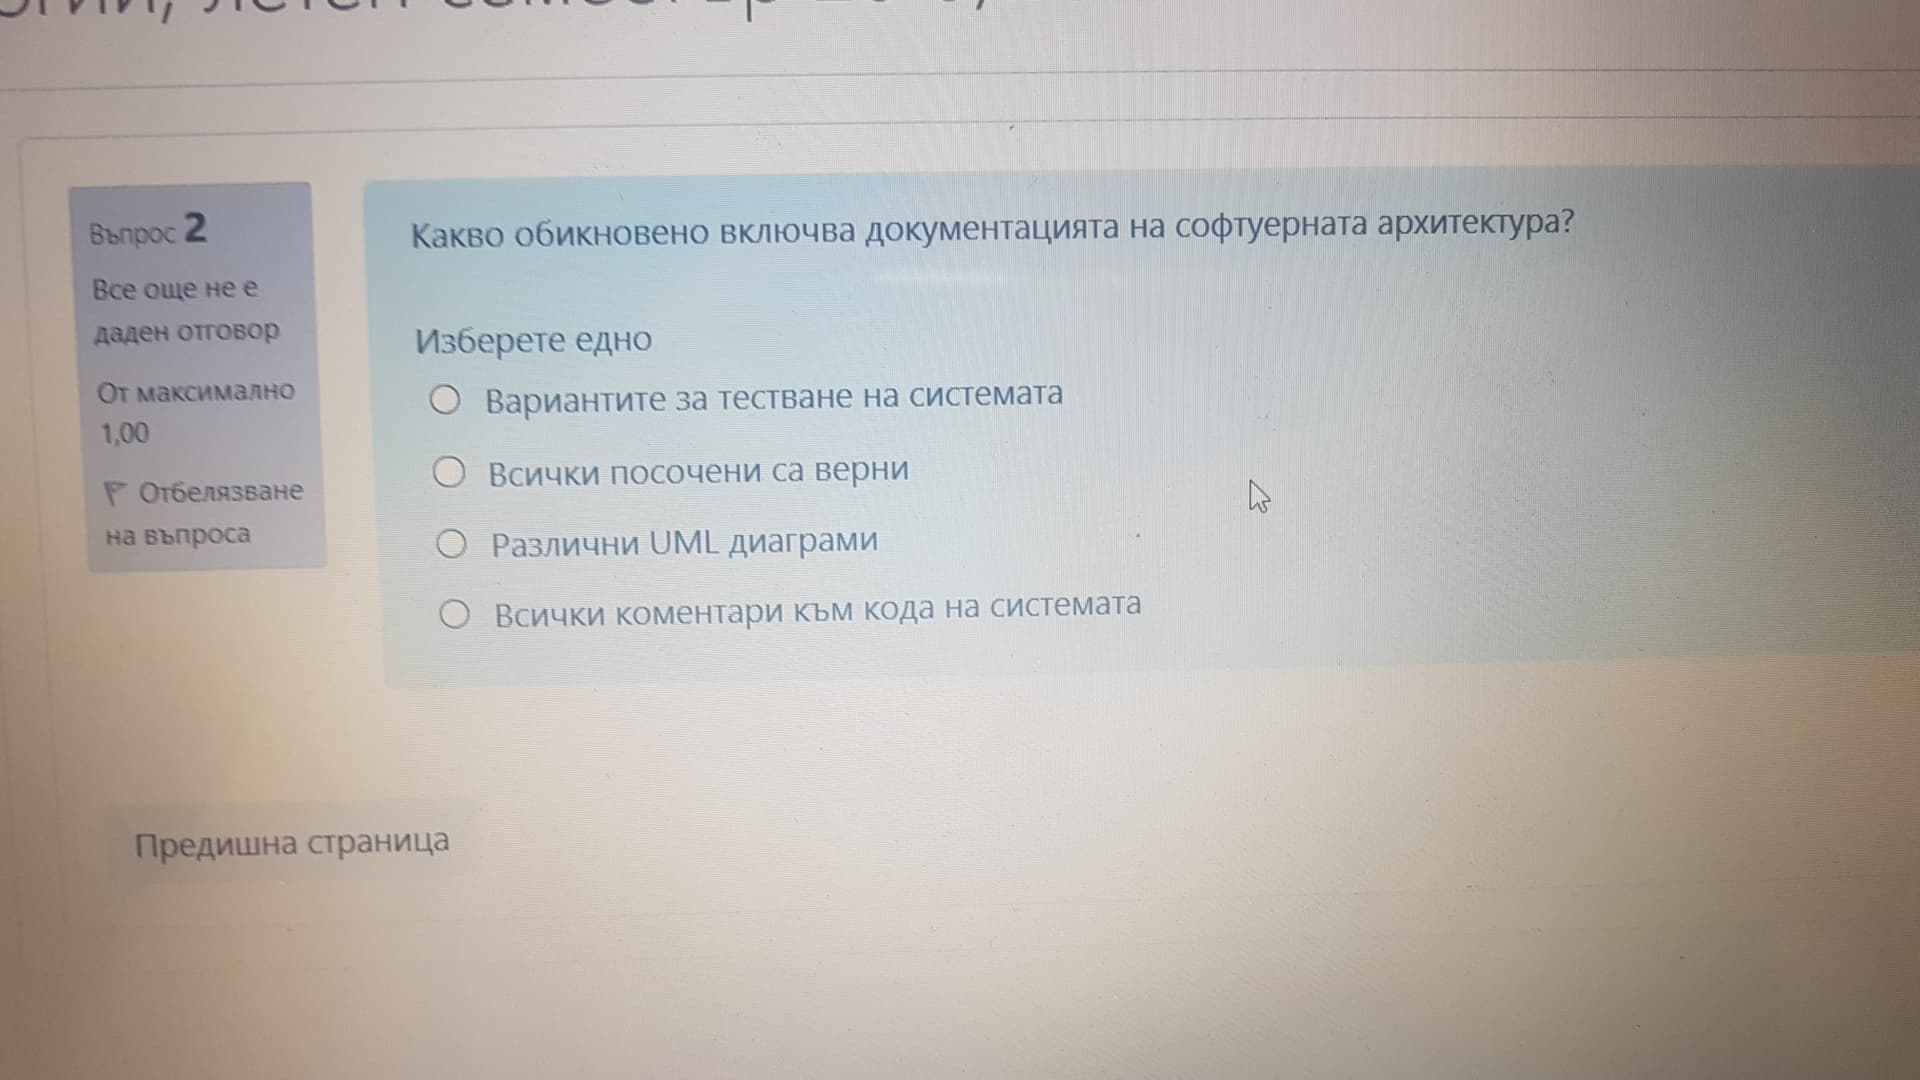 Въпрос 2
Все още не е
даден отговор
От максимално
1,00
Отбелязване
на въпроса
Какво обикновено включва документацията на софтуерната архитектура?
Изберете едно
Вариантите за тестване на системата
Всички посочени са верни
Различни UML диаграми
Всички коментари към кода на системата
Предишна страница